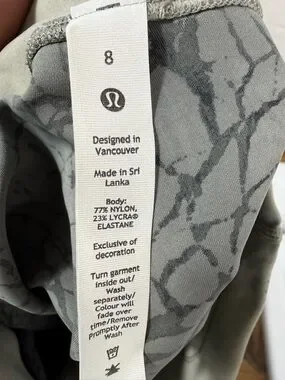 8
Designed in
Vancouver
Made in Sri
Lanka
Body:
77% NYLON,
23% LYCRA®
ELASTANE
Exclusive of
decoration
Turn garment
inside out/
Wash
separately/
Colour will
fade over
time/Remove
Promptly After
Wash